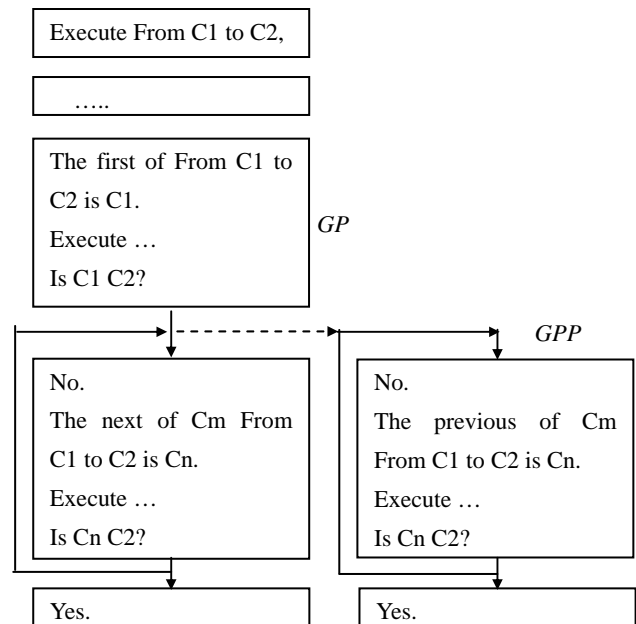 Execute From C1 to C2,
…..
The first of From C1 to
C2 is C1.
Execute …
Is C1 C2?
GP
GPP
No.
The next of Cm From
C1 to C2 is Cn.
Execute …
Is Cn C2?
No.
The previous of Cm
From C1 to C2 is Cn.
Execute …
Is Cn C2?
Yes.
Yes.